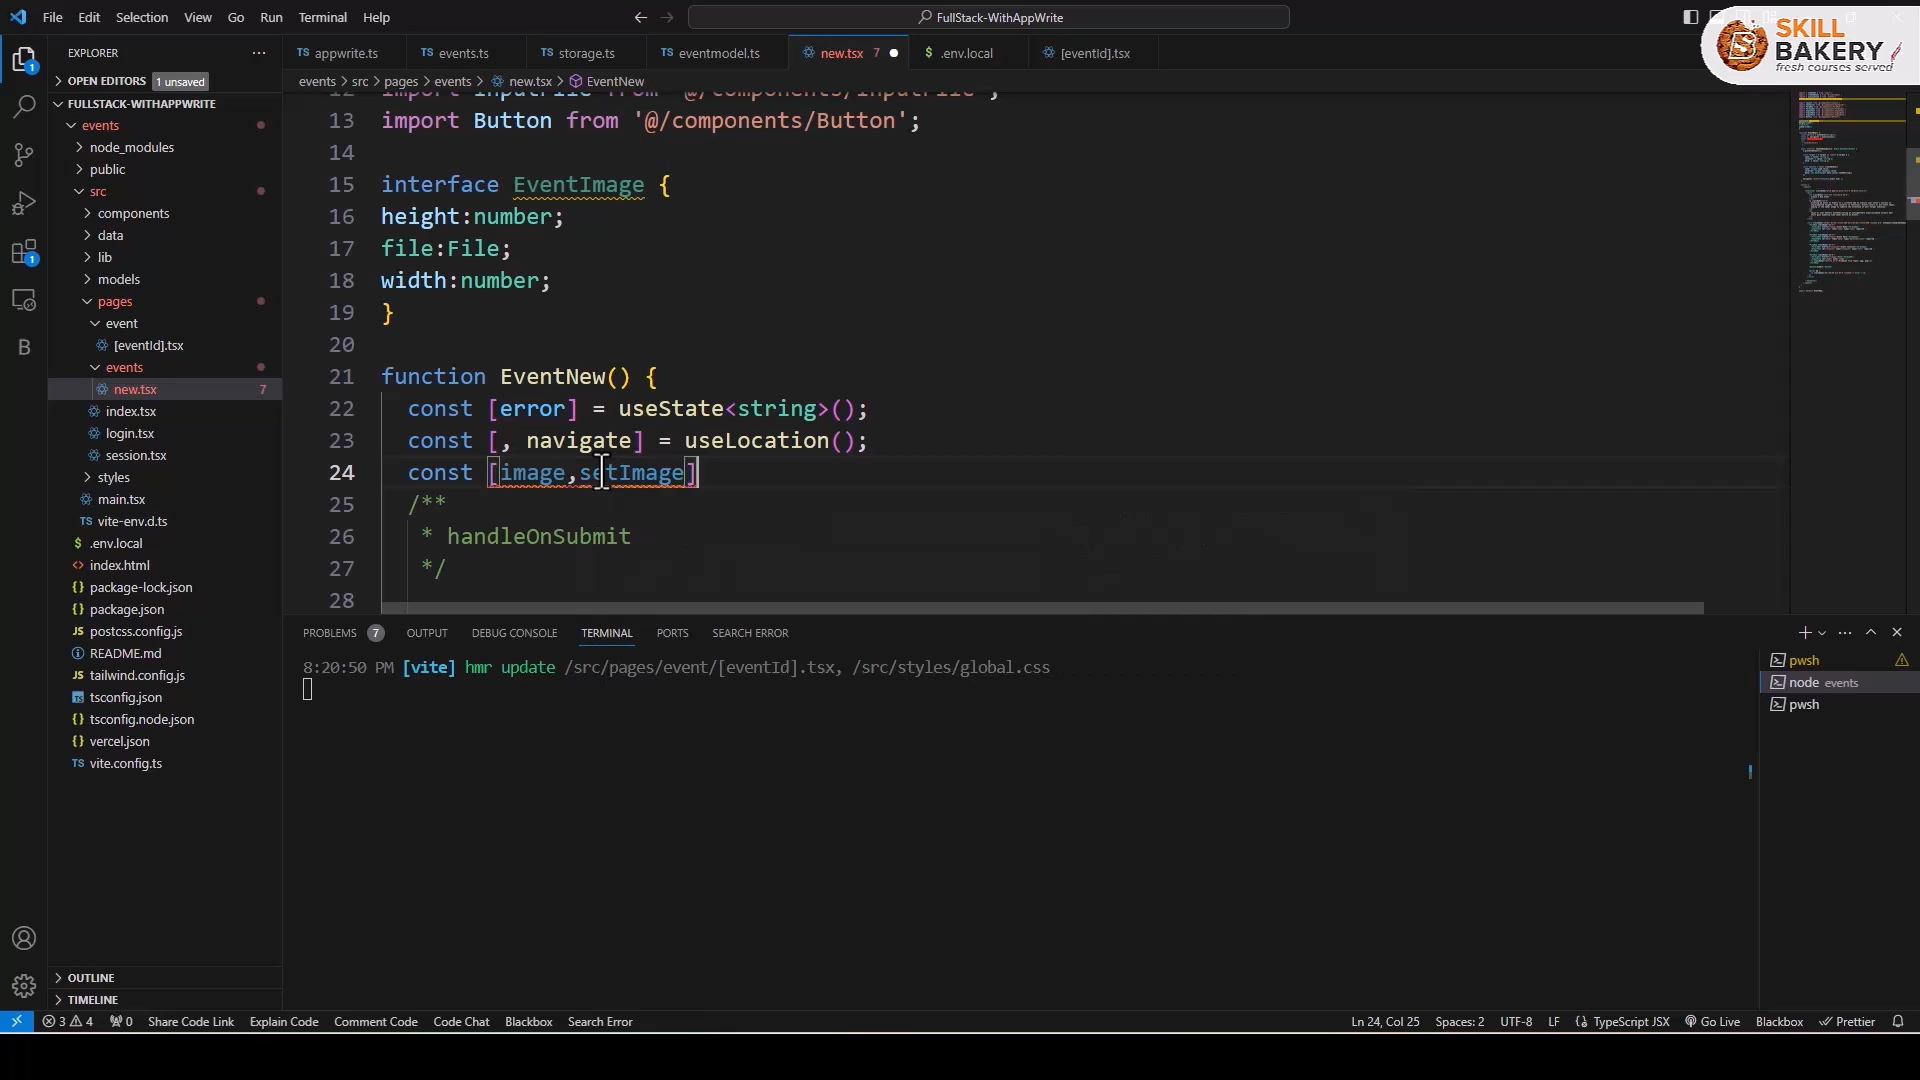 File Edit Selection View Go Run Terminal Help
FullStack-WithAppWrite
SKILL
BAKERY
fresh courses served
EXPLORER
appwrite.ts
events.ts
storage.ts
eventmodel.ts
new.tsx 7
.env.local
[eventId].tsx
OPEN EDITORS 1 unsaved
events > src > pages > events > new.tsx > EventNew
FULLSTACK-WITHAPPWRITE
events
node_modules
public
src
components
data
lib
models
pages
event
[eventId].tsx
events
new.tsx 7
index.tsx
login.tsx
session.tsx
styles
main.tsx
vite-env.d.ts
.env.local
index.html
package-lock.json
package.json
postcss.config.js
README.md
tailwind.config.js
tsconfig.json
tsconfig.node.json
vercel.json
vite.config.ts
OUTLINE
TIMELINE
12 import InputFile from '@/components/InputFile';
13 import Button from '@/components/Button';
14
15 interface EventImage {
16 height:number;
17 file:File;
18 width:number;
19 }
20
21 function EventNew() {
22 const [error] = useState<string>();
23 const [, navigate] = useLocation();
24 const [image,setImage]
25 /**
26 * handleOnSubmit
27 */
28
PROBLEMS 7 OUTPUT DEBUG CONSOLE TERMINAL PORTS SEARCH ERROR
8:20:50 PM [vite] hmr update /src/pages/event/[eventId].tsx, /src/styles/global.css
pwsh
node events
pwsh
3 4 0 Share Code Link Explain Code Comment Code Code Chat Blackbox Search Error
Ln 24, Col 25 Spaces: 2 UTF-8 LF TypeScript JSX Go Live Blackbox Prettier